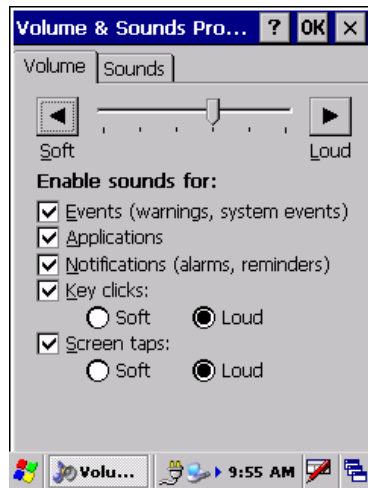 Volume & Sounds Pro... ? OK ×
Volume Sounds
Soft Loud
Enable sounds for:
Events (warnings, system events)
Applications
Notifications (alarms, reminders)
Key clicks:
Soft Loud
Screen taps:
Soft Loud
Volu... 9:55 AM